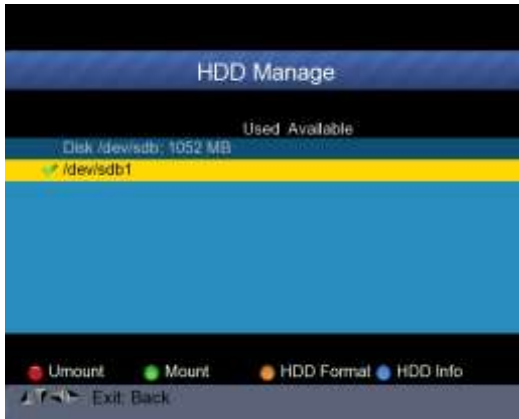 HDD Manage
Used Available
Disk /dev/sdb: 1052 MB
/dev/sdb1
Umount Mount HDD Format HDD Info
Exit: Back